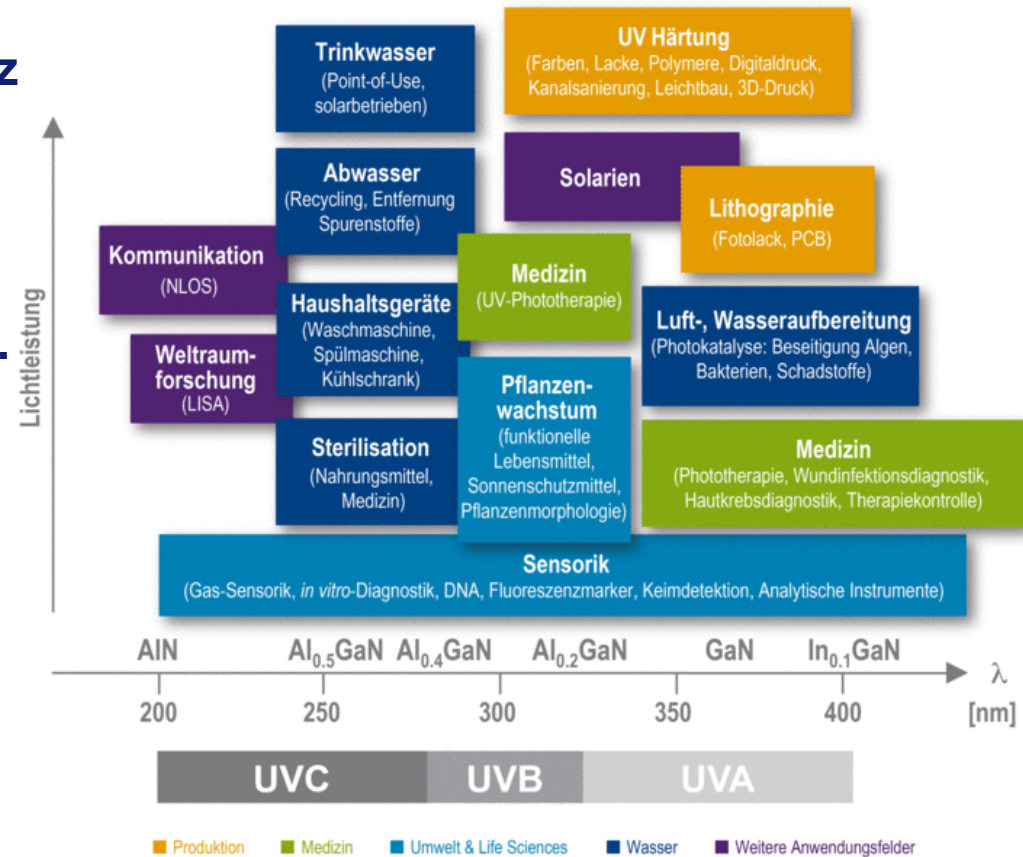 z
Trinkwasser
(Point-of-Use,
solarbetrieben)
UV Härtung
(Farben, Lacke, Polymere, Digitaldruck,
Kanalsanierung, Leichtbau, 3D-Druck)
Abwasser
(Recycling, Entfernung
Spurenstoffe)
Solarien
Lithographie
(Fotolack, PCB)
Kommunikation
(NLOS)
Medizin
(UV-Phototherapie)
Haushaltsgeräte
(Waschmaschine,
Spülmaschine,
Kühlschrank)
Luft-, Wasseraufbereitung
(Photokatalyse: Beseitigung Algen,
Bakterien, Schadstoffe)
Weltraum-
forschung
(LISA)
Pflanzen-
wachstum
(funktionelle
Lebensmittel,
Sonnenschutzmittel,
Pflanzenmorphologie)
Sterilisation
(Nahrungsmittel,
Medizin)
Medizin
(Phototherapie, Wundinfektionsdiagnostik,
Hautkrebsdiagnostik, Therapiekontrolle)
Sensorik
(Gas-Sensorik, in vitro-Diagnostik, DNA, Fluoreszenzmarker, Keimdetektion, Analytische Instrumente)
Lichtleistung
AlN Al0.5GaN Al0.4GaN Al0.2GaN GaN In0.1GaN
λ
200 250 300 350 400 [nm]
UVC UVB UVA
Produktion Medizin Umwelt & Life Sciences Wasser Weitere Anwendungsfelder